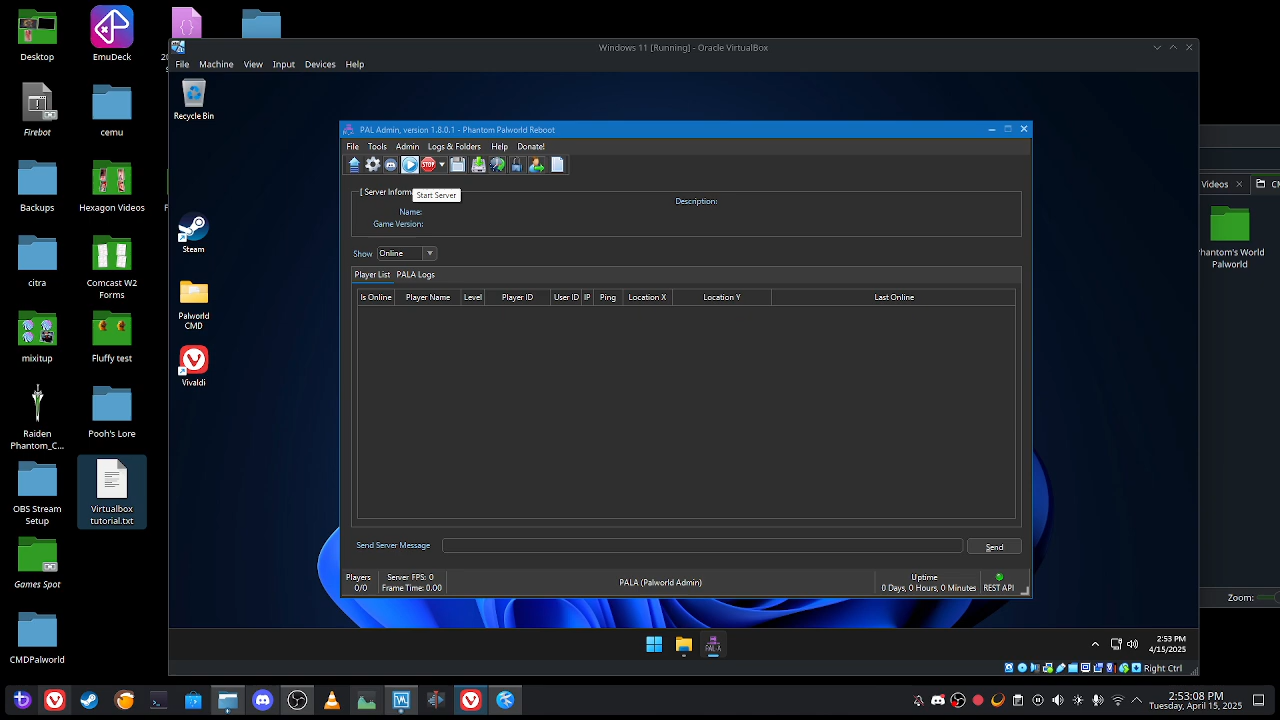 Desktop
EmuDeck
Firebot
cemu
Backups
Hexagon Videos
citra
Comcast W2
Forms
mixitup
Fluffy test
Raiden
Phantom_C...
Pooh's Lore
OBS Stream
Setup
Virtualbox
tutorial.txt
Games Spot
CMDPalworld
Windows 11 [Running] - Oracle VirtualBox
File Machine View Input Devices Help
Recycle Bin
Steam
Palworld
CMD
Vivaldi
PAL Admin, version 1.8.0.1 - Phantom Palworld Reboot
File Tools Admin Logs & Folders Help Donate!
STOP
Start Server
[ Server Inform
Description:
Name:
Game Version:
Show Online
Player List PALA Logs
Is Online Player Name Level Player ID User ID IP Ping Location X Location Y Last Online
Send Server Message Send
Players
0/0
Server FPS: 0
Frame Time: 0.00
PALA (Palworld Admin)
Uptime
0 Days, 0 Hours, 0 Minutes
REST API
PALA
2:53 PM
4/15/2025
Right Ctrl
Videos
Phantom's World
Palworld
Zoom:
2:53:08 PM
Tuesday, April 15, 2025